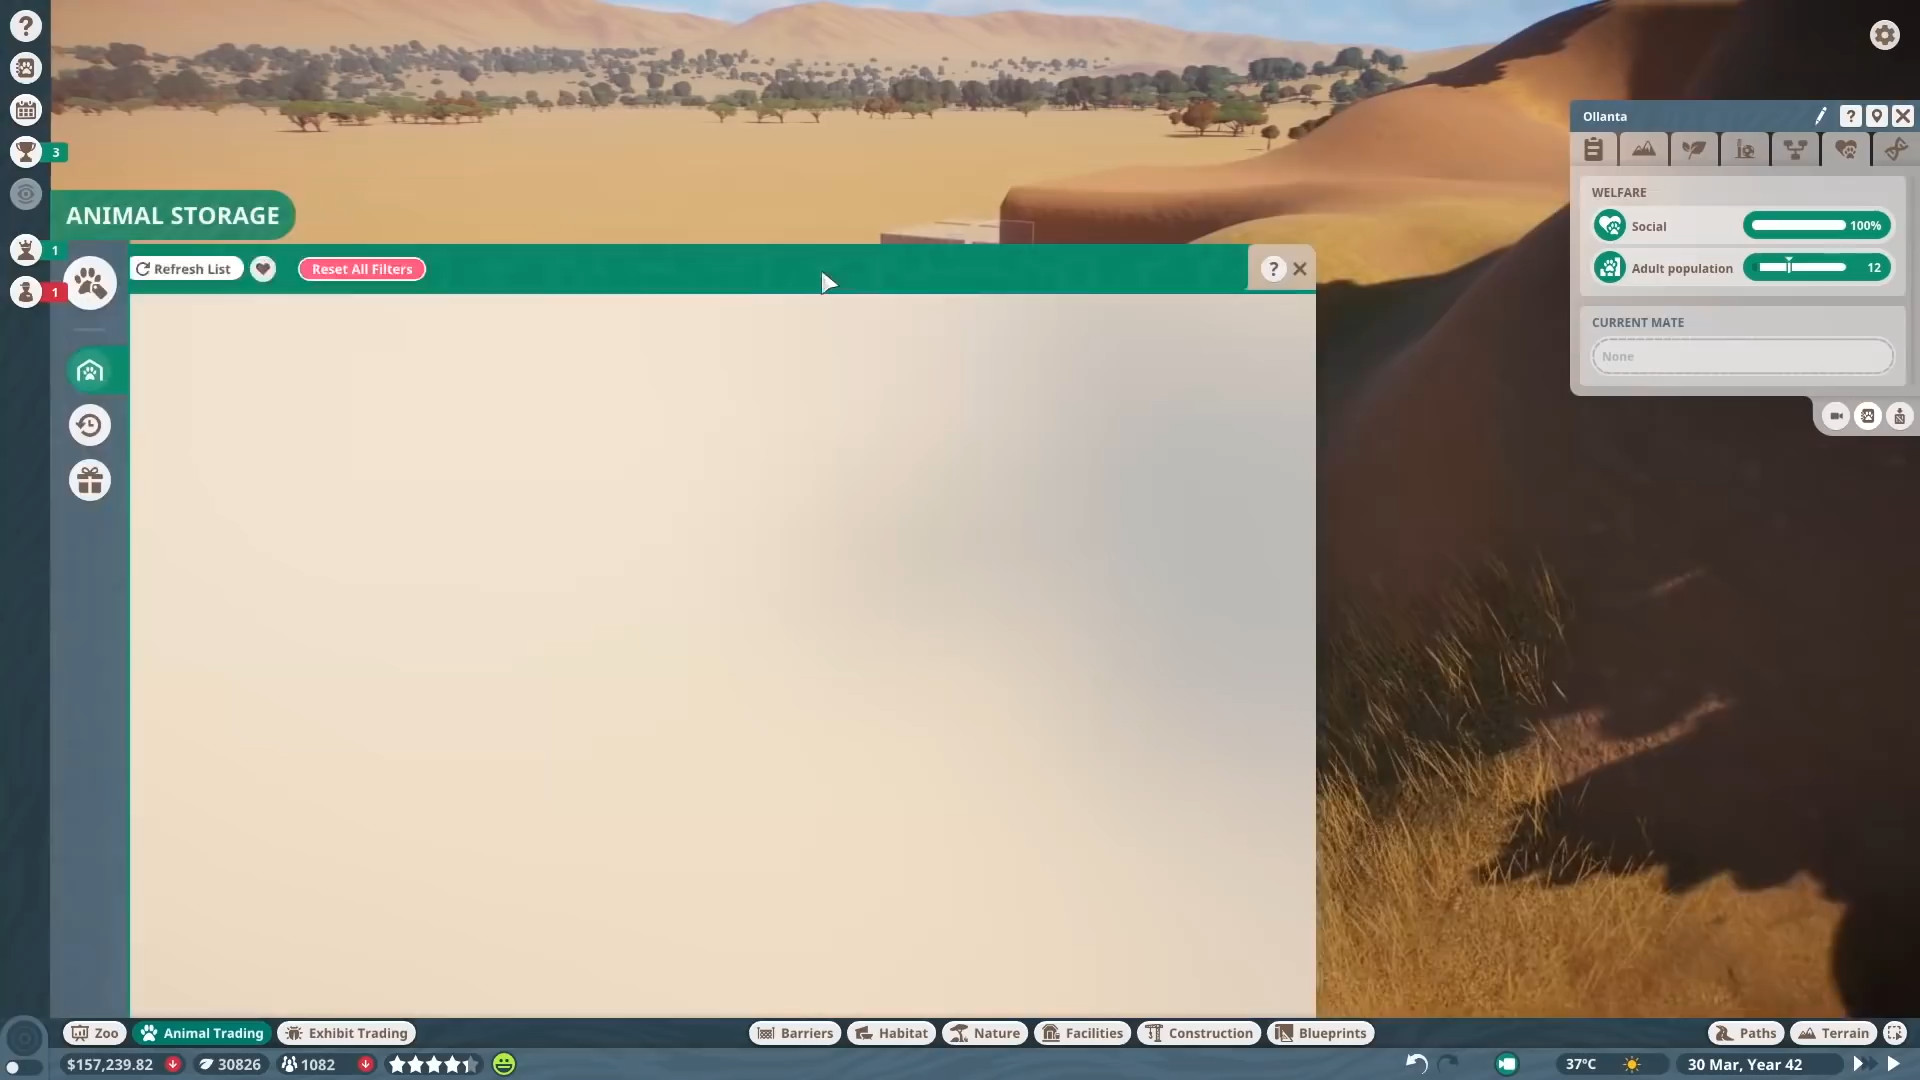 ?
3
Ollanta
?
ANIMAL STORAGE
WELFARE
Social 100%
1
Adult population 12
Refresh List
Reset All Filters
?
1
CURRENT MATE
None
Zoo
Animal Trading
Exhibit Trading
Barriers
Habitat
Nature
Facilities
Construction
Blueprints
Paths
Terrain
$157,239.82
30826
1082
37°C
30 Mar, Year 42